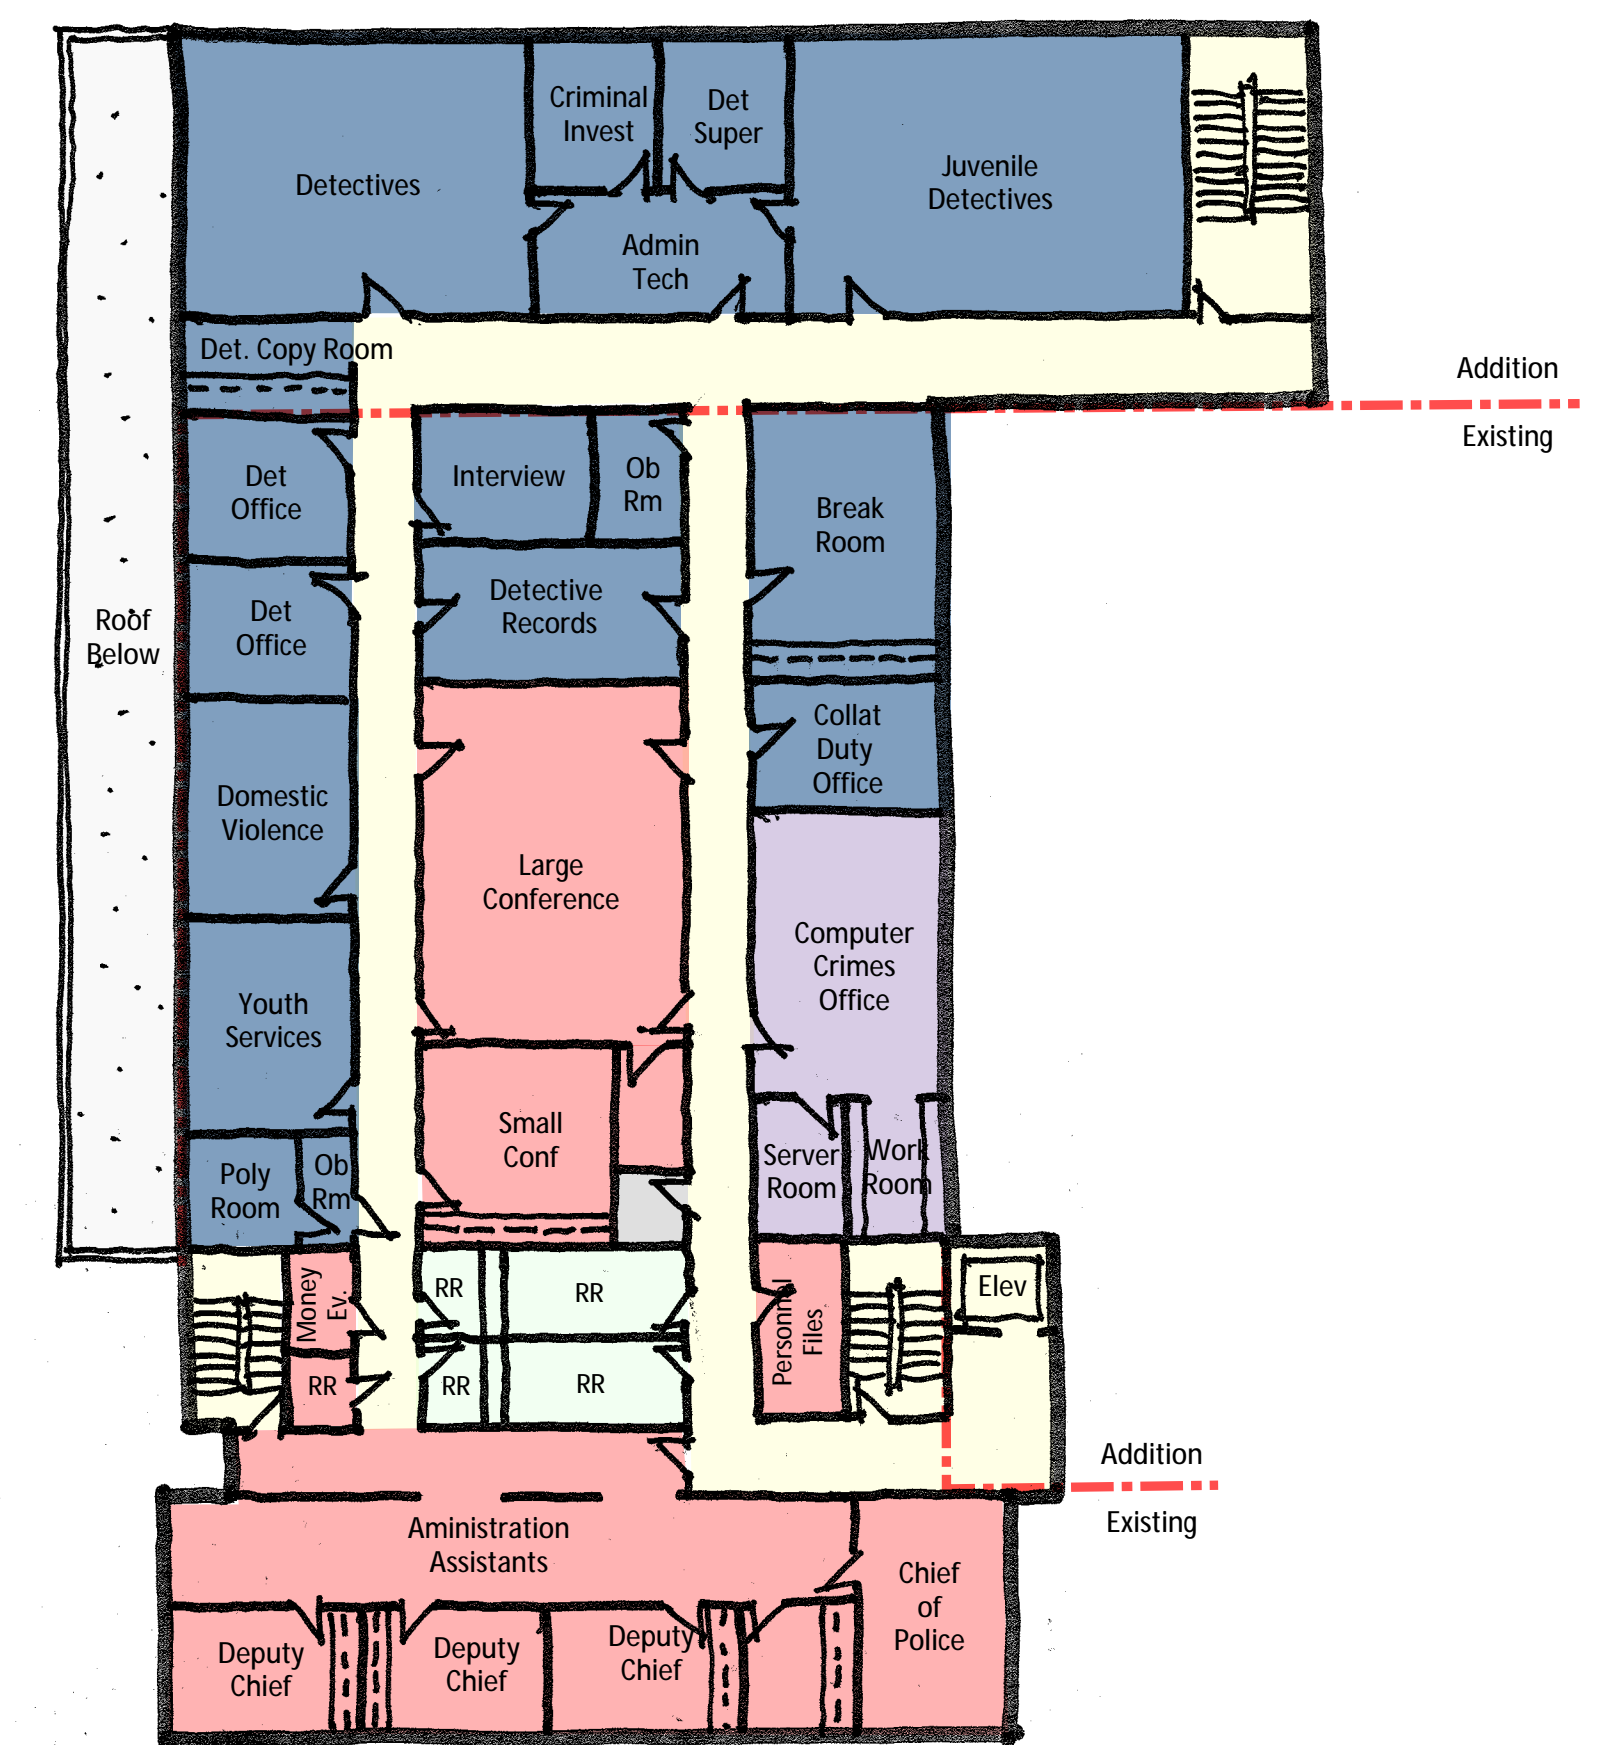 Criminal
Invest
Det
Super
Detectives
Juvenile
Detectives
Admin
Tech
Det. Copy Room
Addition
Existing
Det
Office
Interview
Ob
Rm
Break
Room
Det
Office
Detective
Records
Roof
Below
Collat
Duty
Office
Domestic
Violence
Large
Conference
Computer
Crimes
Office
Youth
Services
Small
Conf
Poly
Room
Ob
Rm
Server
Room
Work
Room
Money
Ev.
RR
RR
Personnel
Files
Elev
RR
RR
RR
Addition
Existing
Aministration
Assistants
Chief
of
Police
Deputy
Chief
Deputy
Chief
Deputy
Chief